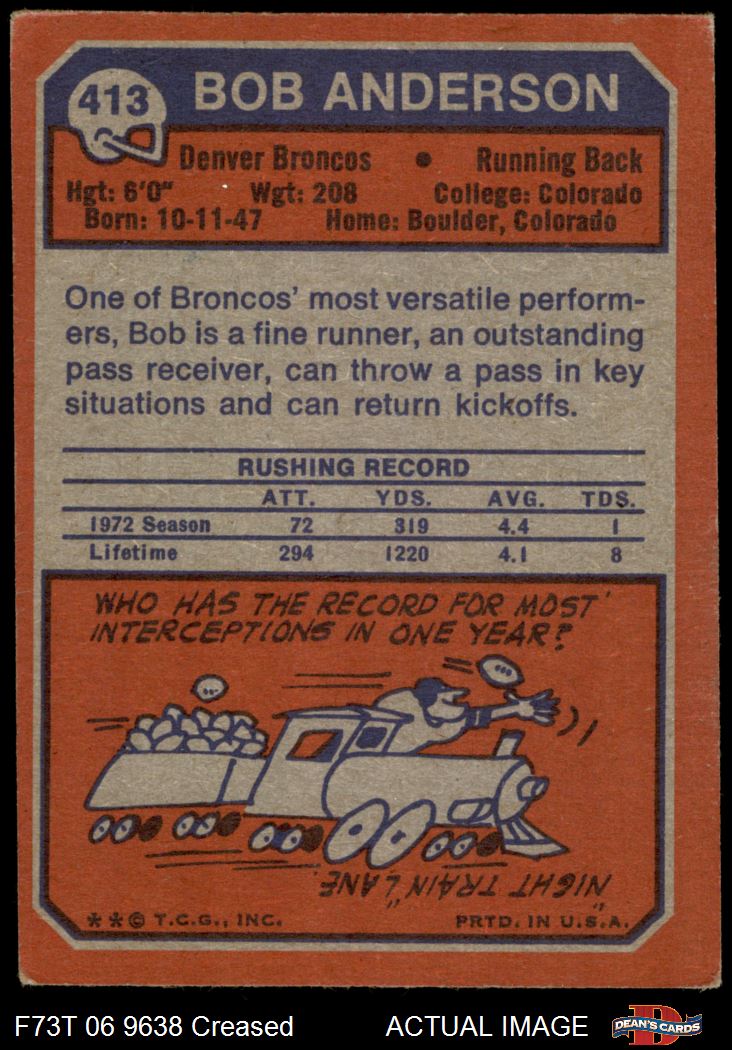 413
BOB ANDERSON
Denver Broncos • Running Back
Hgt: 6'0" Wgt: 208 College: Colorado
Born: 10-11-47 Home: Boulder, Colorado
One of Broncos' most versatile perform-
ers, Bob is a fine runner, an outstanding
pass receiver, can throw a pass in key
situations and can return kickoffs.
RUSHING RECORD
ATT. YDS. AVG. TDS.
1972 Season 72 319 4.4 1
Lifetime 294 1220 4.1 8
WHO HAS THE RECORD FOR MOST
INTERCEPTIONS IN ONE YEAR?
"NIGHT TRAIN" LANE.
**© T.C.G., INC. PRTD. IN U.S.A.
F73T 06 9638 Creased ACTUAL IMAGE
D
DEAN'S CARDS